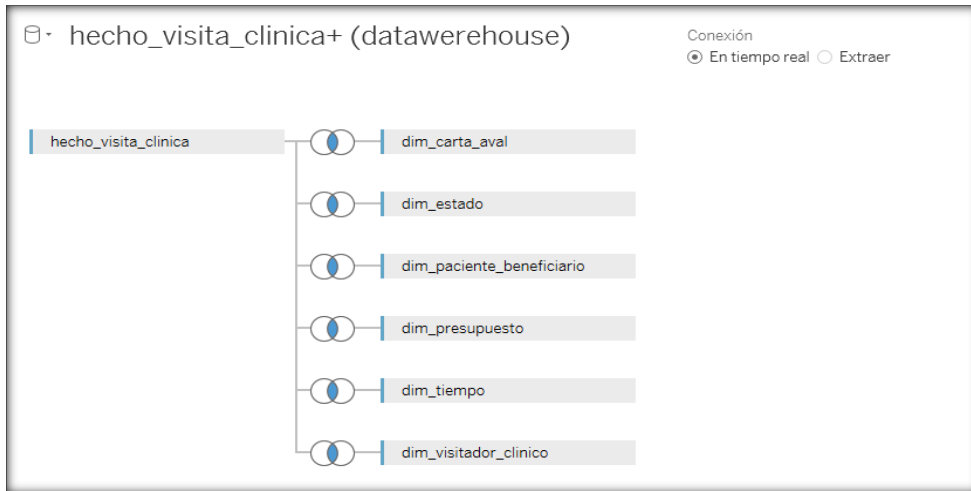 hecho_visita_clinica+ (datawerehouse)
Conexión
En tiempo real Extraer
hecho_visita_clinica
dim_carta_aval
dim_estado
dim_paciente_beneficiario
dim_presupuesto
dim_tiempo
dim_visitador_clinico